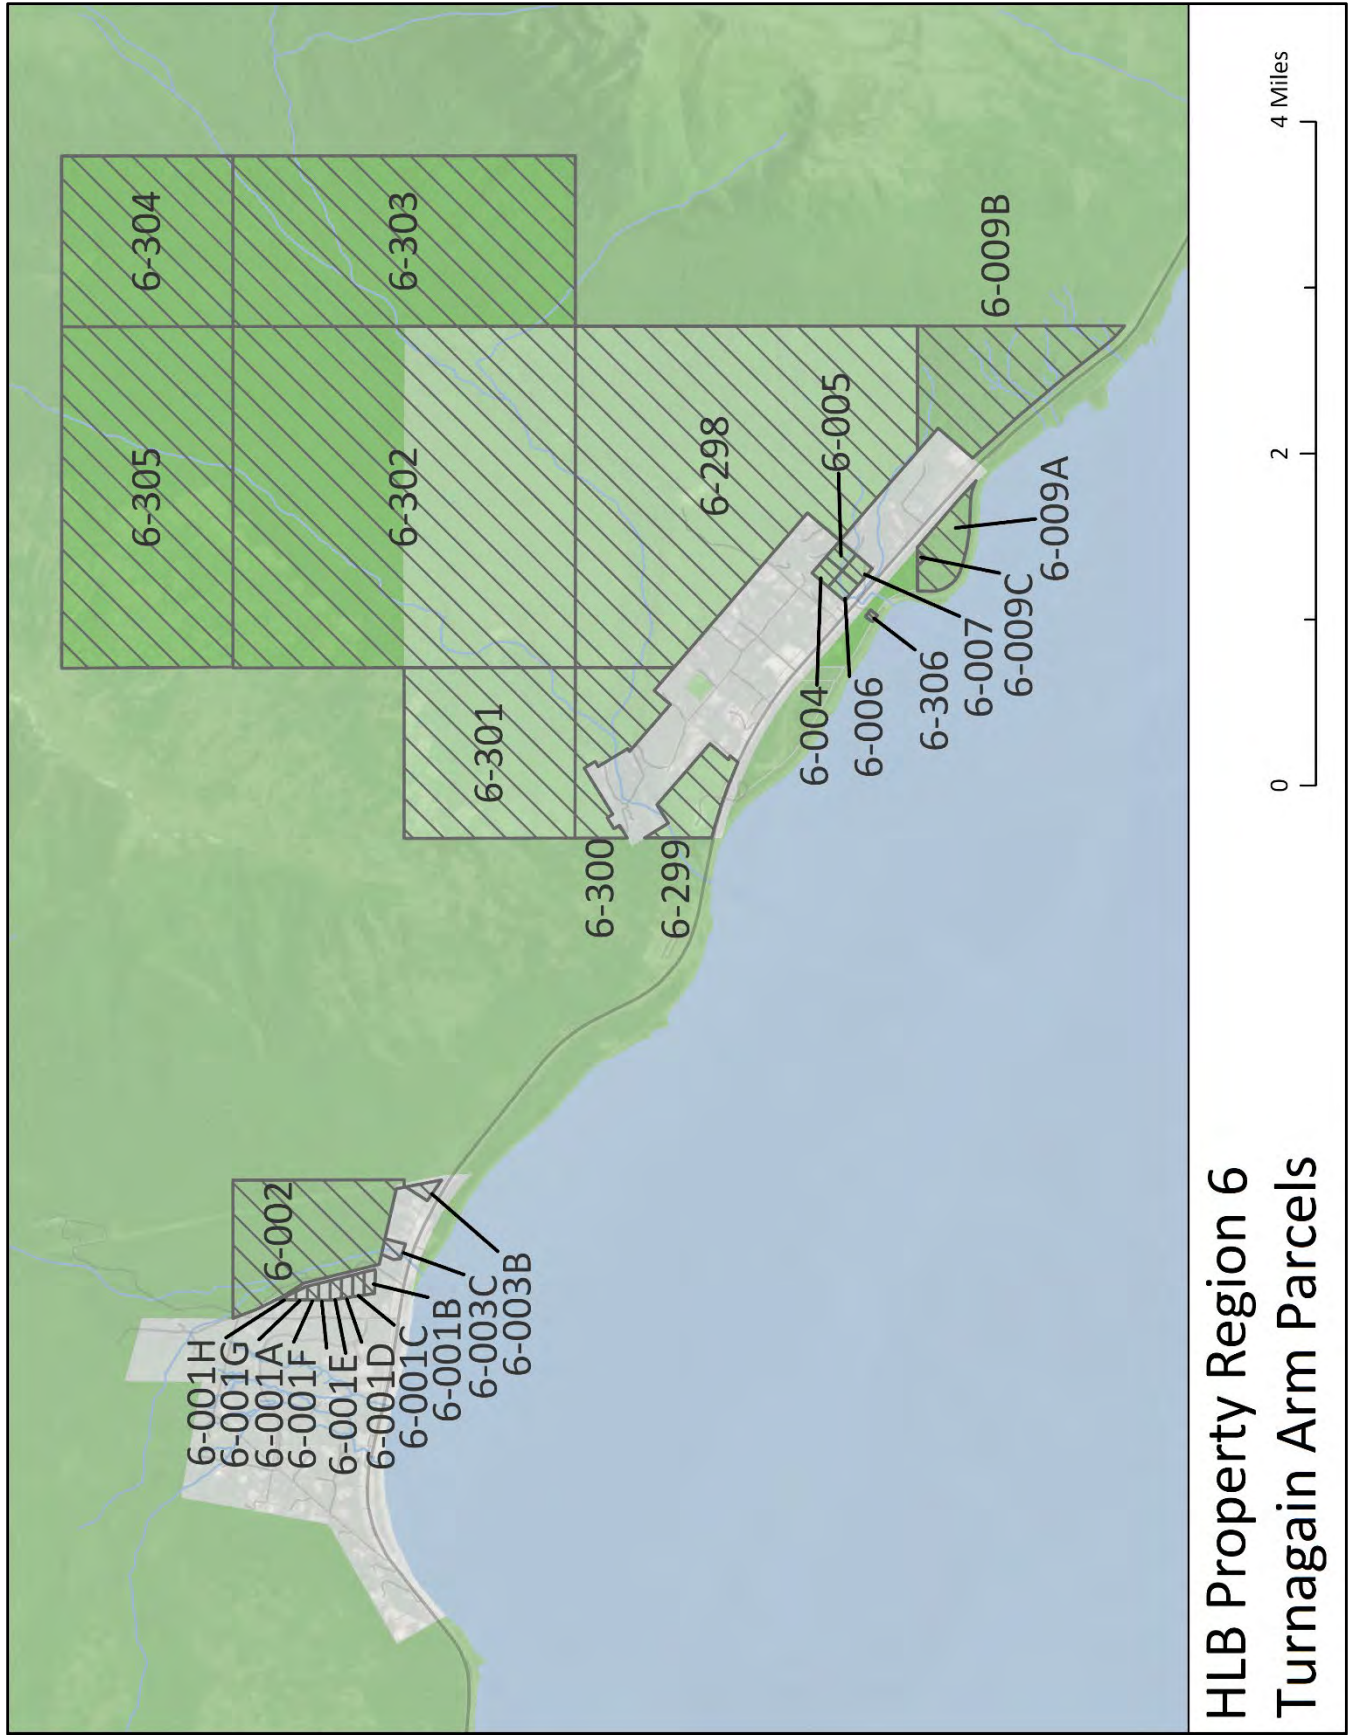 6-304
6-305
6-303
6-302
6-002
6-301
6-298
6-001H
6-001G
6-001A
6-001F
6-001E
6-001D
6-001C
6-001B
6-003C
6-003B
6-300
6-299
6-005
6-004
6-006
6-306
6-007
6-009C
6-009A
6-009B
HLB Property Region 6
Turnagain Arm Parcels
0 2 4 Miles